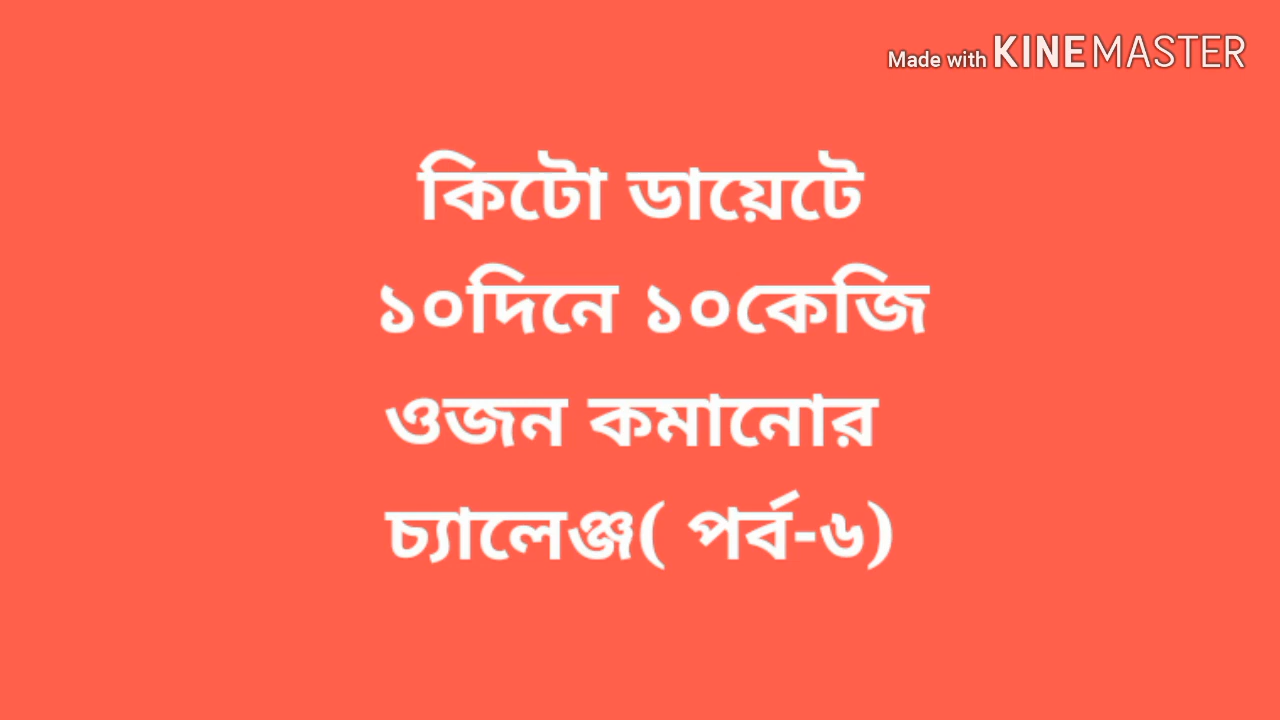 Made with KINEMASTER
কিটো ডায়েটে
১০দিনে ১০কেজি
ওজন কমানোর
চ্যালেঞ্জ( পর্ব-৬)